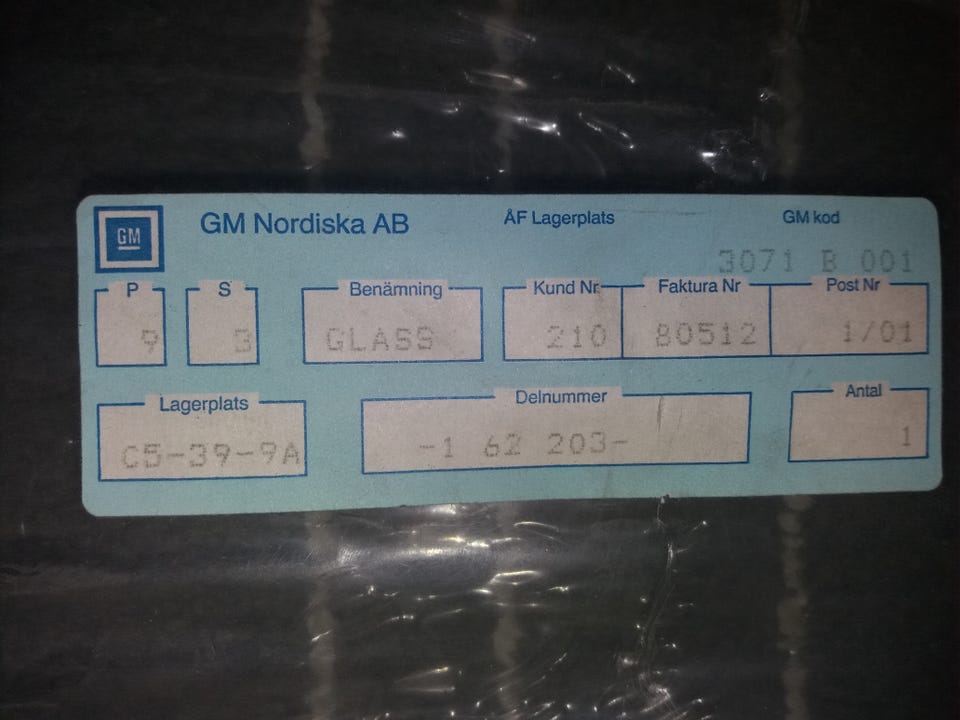 GM
GM Nordiska AB ÅF Lagerplats GM kod
3071 B 001
P S Benämning Kund Nr Faktura Nr Post Nr
9 3 GLASS 210 80512 1/01
Lagerplats Delnummer Antal
C5-39-9A -1 62 203- 1